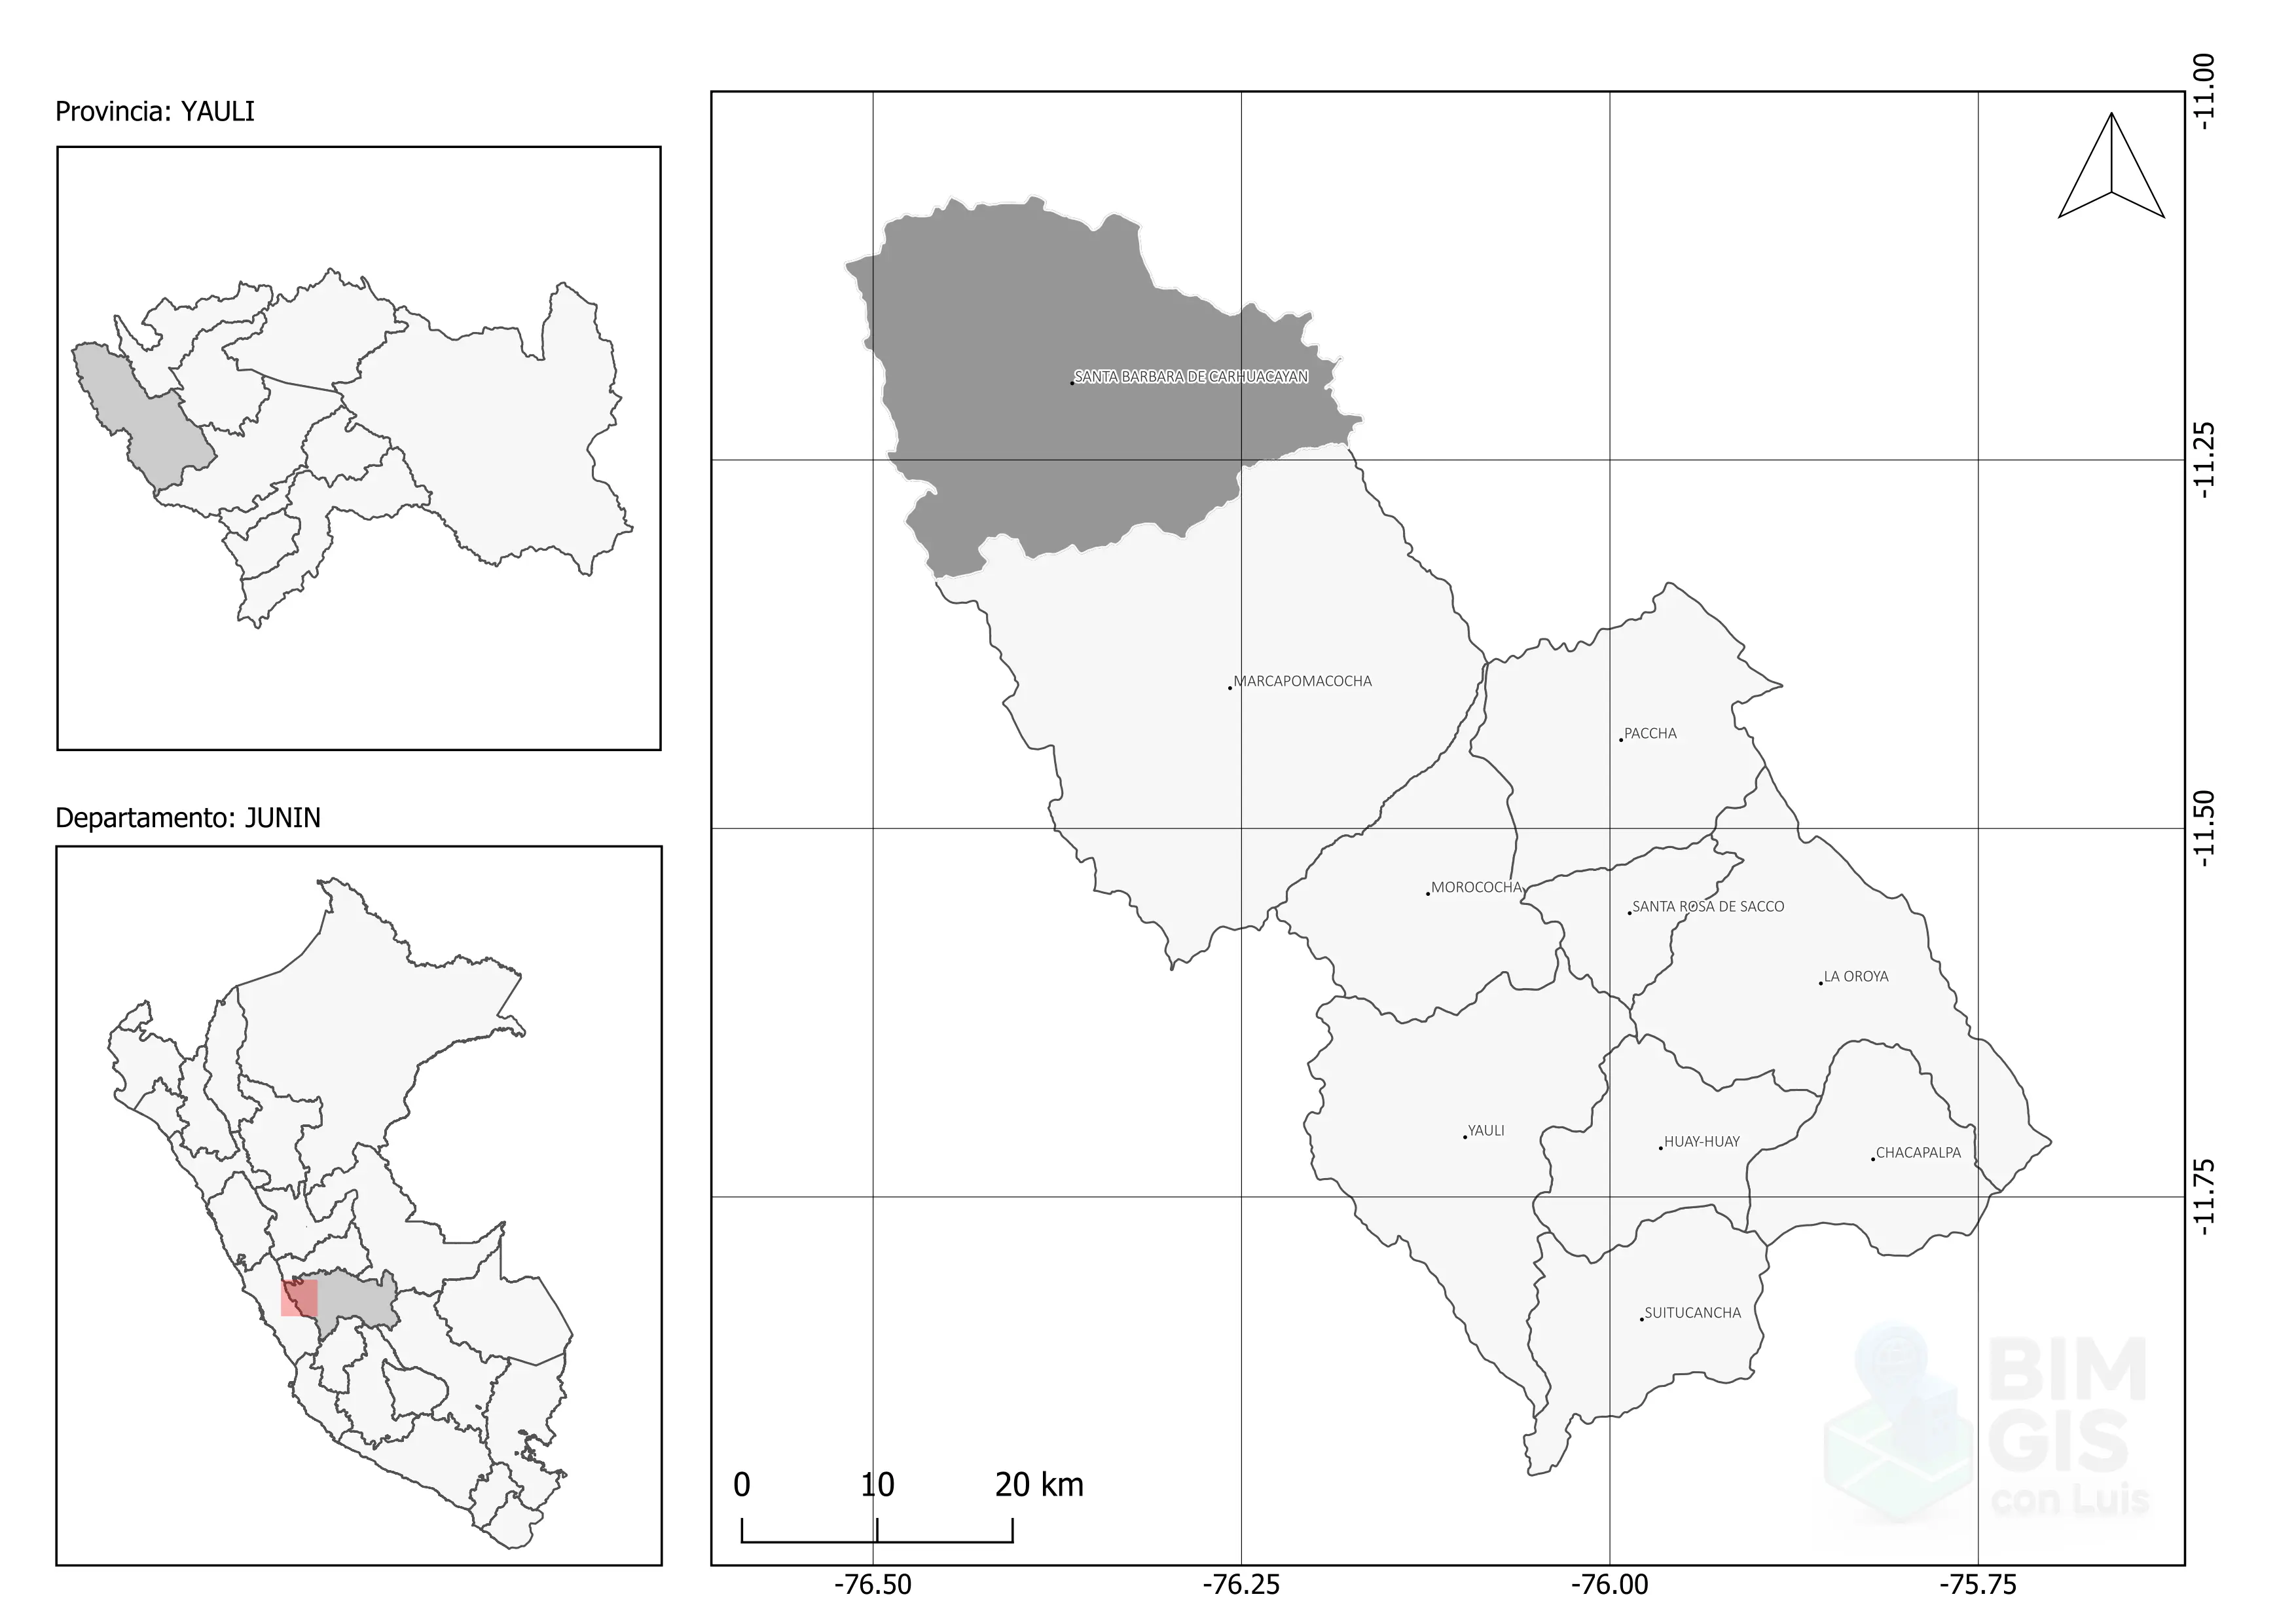 Provincia: YAULI
Departamento: JUNIN
SANTA BARBARA DE CARHUACAYAN
MARCAPOMACOCHA
PACCHA
MOROCOCHA
SANTA ROSA DE SACCO
LA OROYA
YAULI
HUAY-HUAY
CHACAPALPA
SUITUCANCHA
BIM
GIS
con Luis
0 10 20 km
-76.50 -76.25 -76.00 -75.75
-11.00
-11.25
-11.50
-11.75